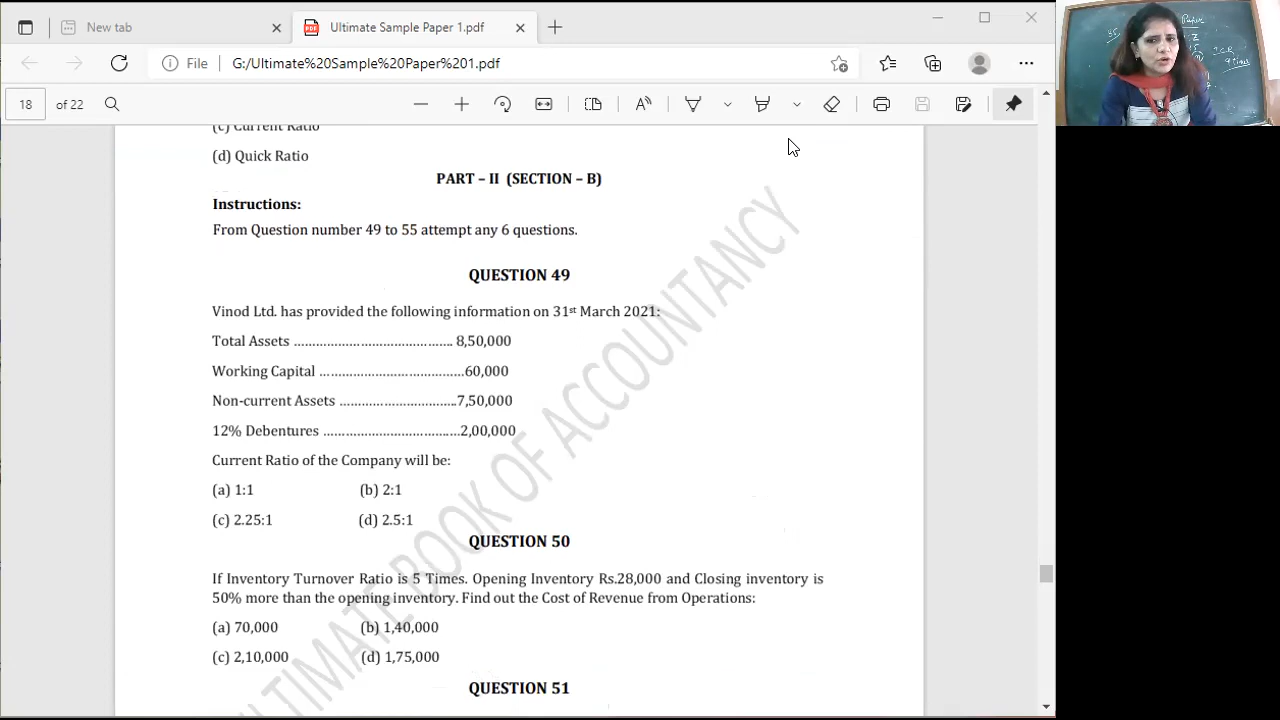 New tab
Ultimate Sample Paper 1.pdf
File
G:/Ultimate%20Sample%20Paper%201.pdf
18 of 22
(c) Current Ratio
(d) Quick Ratio
PART – II (SECTION – B)
Instructions:
From Question number 49 to 55 attempt any 6 questions.
QUESTION 49
Vinod Ltd. has provided the following information on 31st March 2021:
Total Assets ........................................... 8,50,000
Working Capital ......................................60,000
Non-current Assets ...............................7,50,000
12% Debentures .....................................2,00,000
Current Ratio of the Company will be:
(a) 1:1 (b) 2:1
(c) 2.25:1 (d) 2.5:1
QUESTION 50
If Inventory Turnover Ratio is 5 Times. Opening Inventory Rs.28,000 and Closing inventory is
50% more than the opening inventory. Find out the Cost of Revenue from Operations:
(a) 70,000 (b) 1,40,000
(c) 2,10,000 (d) 1,75,000
QUESTION 51
ULTIMATE BOOK OF ACCOUNTANCY
Paper